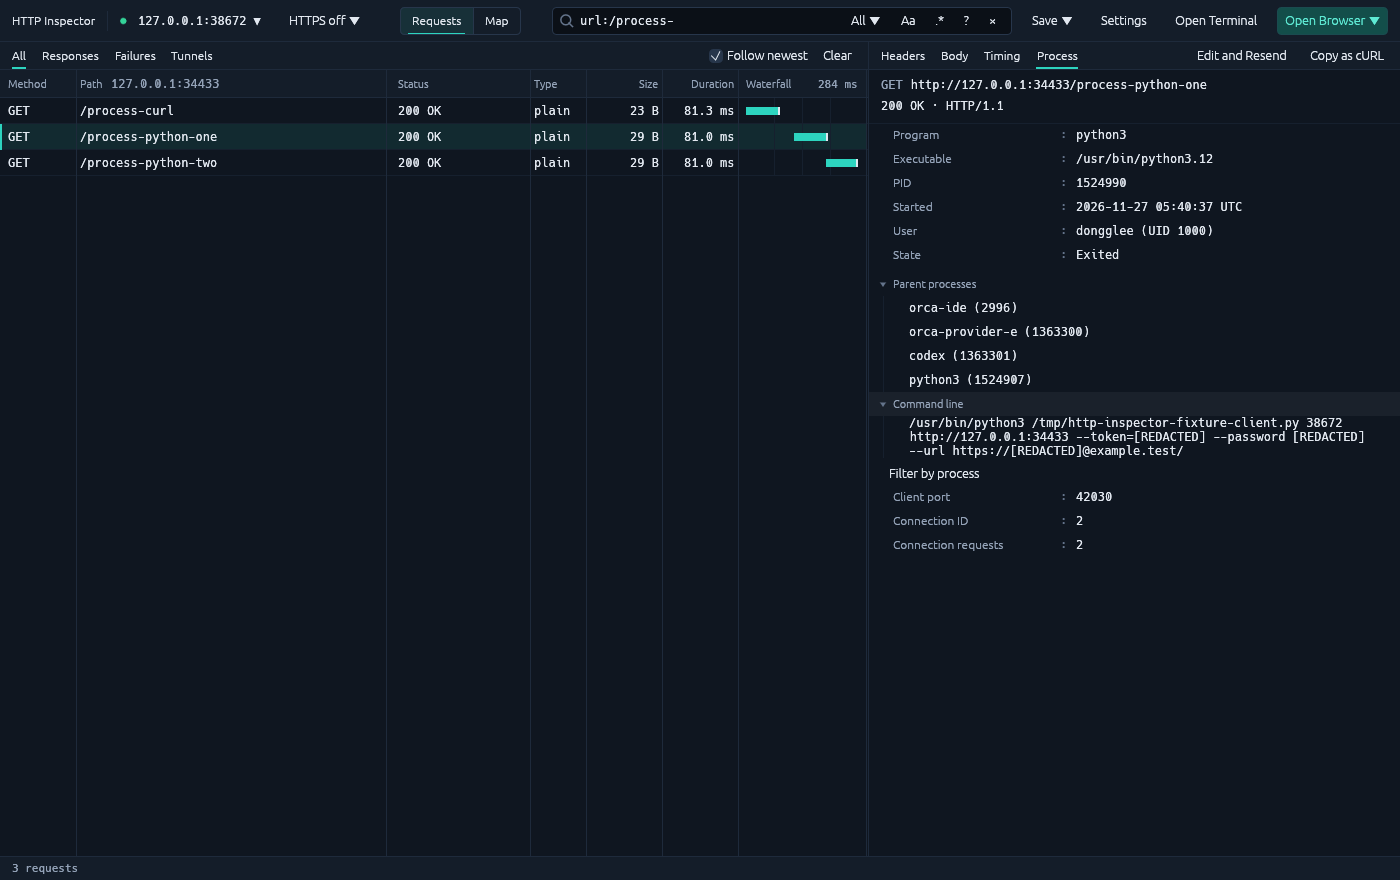 HTTP Inspector 127.0.0.1:38672 ▼ HTTPS off ▼ Requests Map url:/process- All ▼ Aa .* ? × Save ▼ Settings Open Terminal Open Browser ▼
All Responses Failures Tunnels Follow newest Clear
Method Path 127.0.0.1:34433 Status Type Size Duration Waterfall 284 ms
GET /process-curl 200 OK plain 23 B 81.3 ms
GET /process-python-one 200 OK plain 29 B 81.0 ms
GET /process-python-two 200 OK plain 29 B 81.0 ms
Headers Body Timing Process Edit and Resend Copy as cURL
GET http://127.0.0.1:34433/process-python-one
200 OK · HTTP/1.1
Program : python3
Executable : /usr/bin/python3.12
PID : 1524990
Started : 2026-11-27 05:40:37 UTC
User : dongglee (UID 1000)
State : Exited
Parent processes
orca-ide (2996)
orca-provider-e (1363300)
codex (1363301)
python3 (1524907)
Command line
/usr/bin/python3 /tmp/http-inspector-fixture-client.py 38672
http://127.0.0.1:34433 --token=[REDACTED] --password [REDACTED]
--url https://[REDACTED]@example.test/
Filter by process
Client port : 42030
Connection ID : 2
Connection requests : 2
3 requests